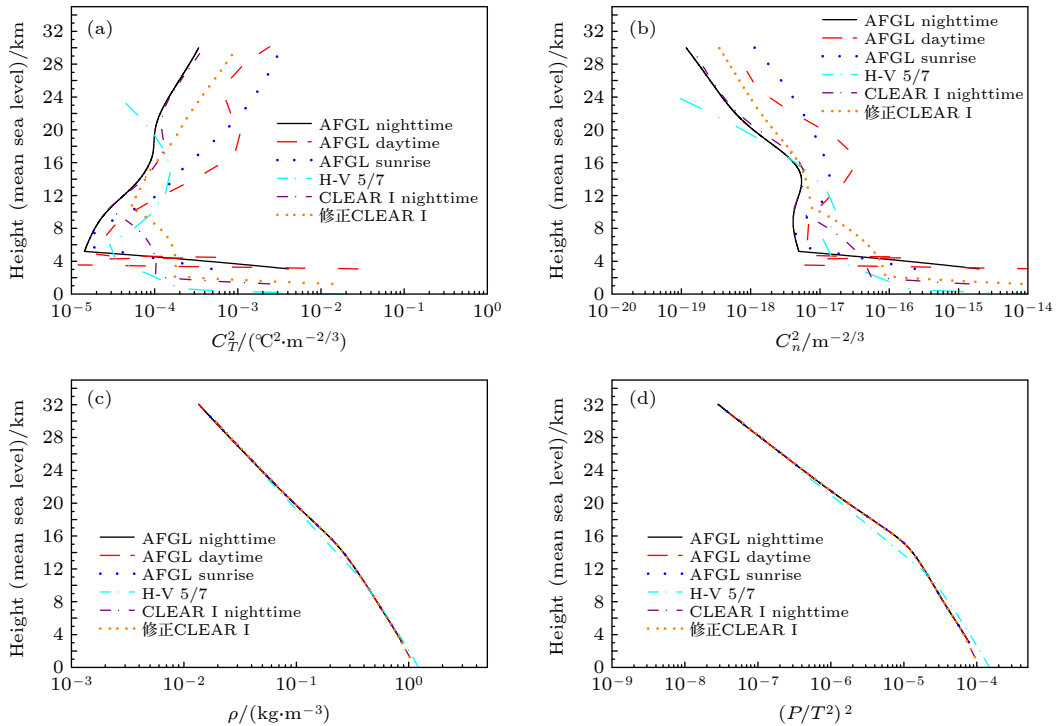 (a)
Height (mean sea level)/km
32
28
24
20
16
12
8
4
0
AFGL nighttime
AFGL daytime
AFGL sunrise
H-V 5/7
CLEAR I nighttime
修正CLEAR I
10⁻⁵ 10⁻⁴ 10⁻³ 10⁻² 10⁻¹ 10⁰
C_T²/(℃²·m⁻²/³)
(b)
Height (mean sea level)/km
32
28
24
20
16
12
8
4
0
AFGL nighttime
AFGL daytime
AFGL sunrise
H-V 5/7
CLEAR I nighttime
修正CLEAR I
10⁻²⁰ 10⁻¹⁹ 10⁻¹⁸ 10⁻¹⁷ 10⁻¹⁶ 10⁻¹⁵ 10⁻¹⁴
C_n²/m⁻²/³
(c)
Height (mean sea level)/km
32
28
24
20
16
12
8
4
0
AFGL nighttime
AFGL daytime
AFGL sunrise
H-V 5/7
CLEAR I nighttime
修正CLEAR I
10⁻³ 10⁻² 10⁻¹ 10⁰
ρ/(kg·m⁻³)
(d)
Height (mean sea level)/km
32
28
24
20
16
12
8
4
0
AFGL nighttime
AFGL daytime
AFGL sunrise
H-V 5/7
CLEAR I nighttime
修正CLEAR I
10⁻⁹ 10⁻⁸ 10⁻⁷ 10⁻⁶ 10⁻⁵ 10⁻⁴
(P/T²)²